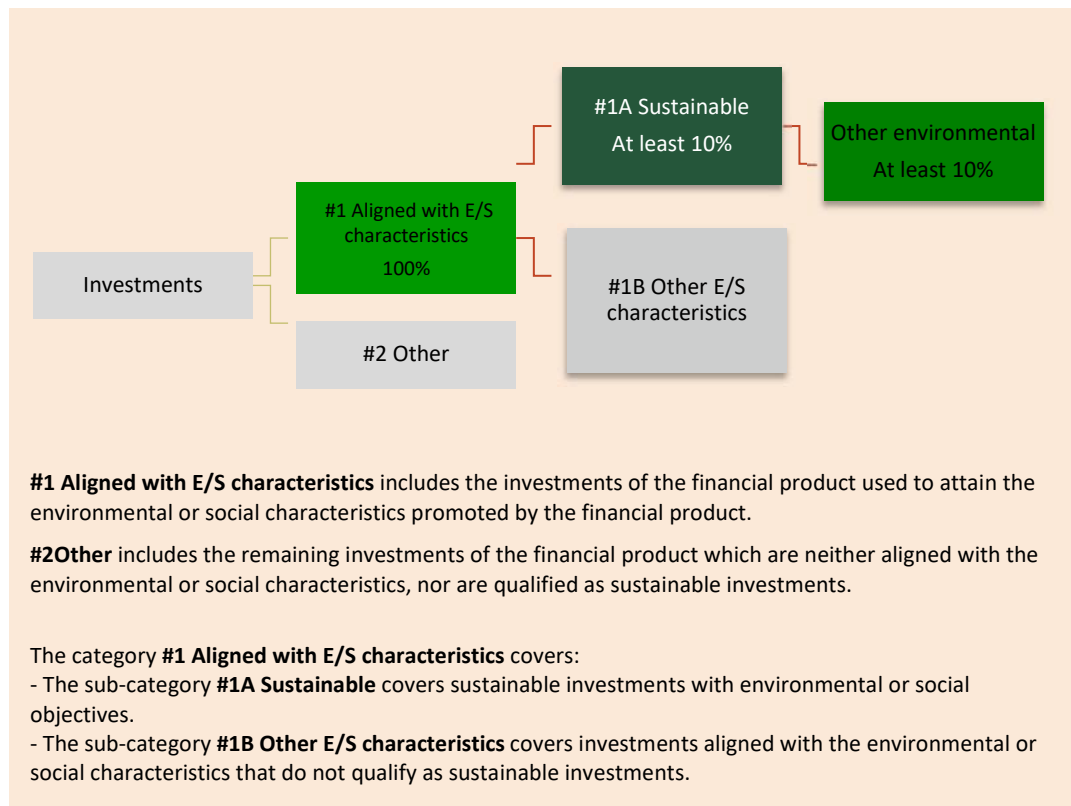 #1A Sustainable
At least 10%
Other environmental
At least 10%
#1 Aligned with E/S
characteristics
100%
Investments
#1B Other E/S
characteristics
#2 Other
#1 Aligned with E/S characteristics includes the investments of the financial product used to attain the
environmental or social characteristics promoted by the financial product.
#2Other includes the remaining investments of the financial product which are neither aligned with the
environmental or social characteristics, nor are qualified as sustainable investments.
The category #1 Aligned with E/S characteristics covers:
- The sub-category #1A Sustainable covers sustainable investments with environmental or social
objectives.
- The sub-category #1B Other E/S characteristics covers investments aligned with the environmental or
social characteristics that do not qualify as sustainable investments.